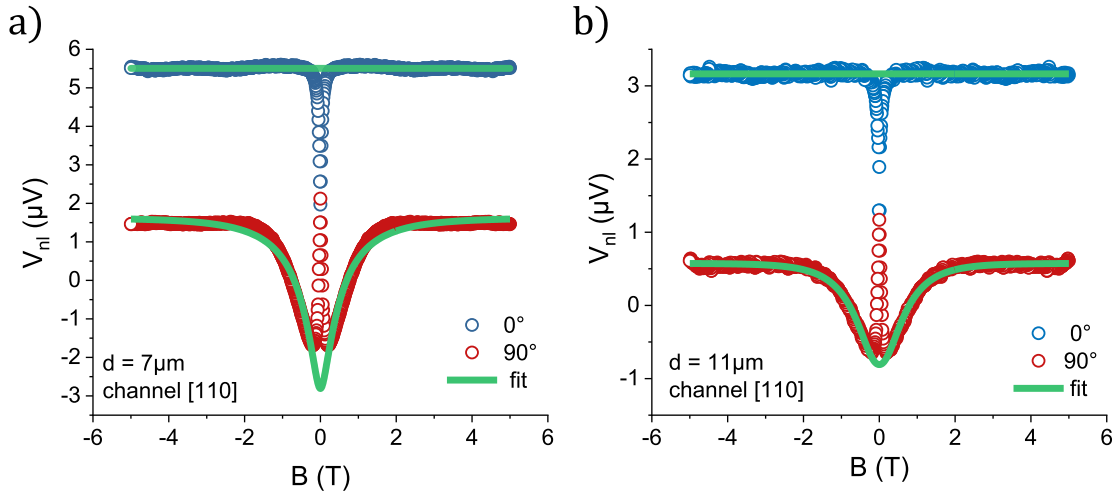 a)
6
5
4
3
2
1
0
-1
-2
-3
V_nl (µV)
0°
90°
fit
d = 7µm
channel [110]
-6 -4 -2 0 2 4 6
B (T)
b)
3
2
1
0
-1
V_nl (µV)
0°
90°
fit
d = 11µm
channel [110]
-6 -4 -2 0 2 4 6
B (T)